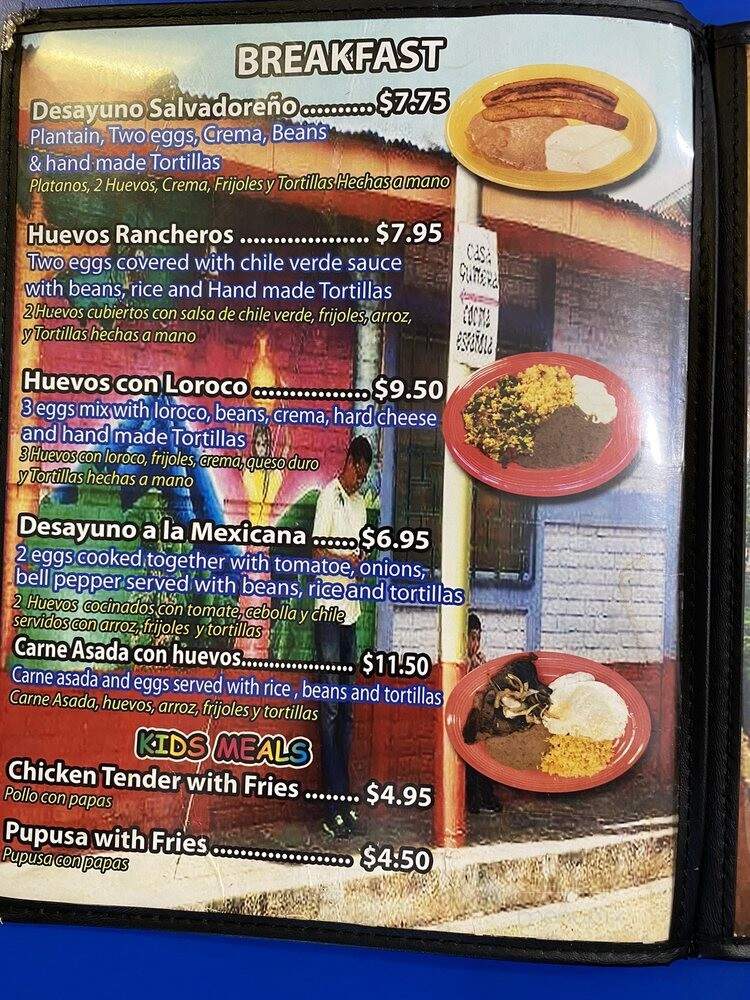 BREAKFAST
Desayuno Salvadoreño.......... $7.75
Plantain, Two eggs, Crema, Beans
& hand made Tortillas
Platanos, 2 Huevos, Crema, Frijoles y Tortillas Hechas a mano
Huevos Rancheros ................... $7.95
Two eggs covered with chile verde sauce
with beans, rice and Hand made Tortillas
2 Huevos cubiertos con salsa de chile verde, frijoles, arroz,
y Tortillas hechas a mano
Huevos con Loroco ................ $9.50
3 eggs mix with loroco, beans, crema, hard cheese
and hand made Tortillas
3 Huevos con loroco, frijoles, crema, queso duro
y Tortillas hechas a mano
Desayuno a la Mexicana ...... $6.95
2 eggs cooked together with tomatoe, onions,
bell pepper served with beans, rice and tortillas
2 Huevos cocinados con tomate, cebolla y chile
servidos con arroz, frijoles y tortillas
Carne Asada con huevos................... $11.50
Carne asada and eggs served with rice , beans and tortillas
Carne Asada, huevos, arroz, frijoles y tortillas
KIDS MEALS
Chicken Tender with Fries ........ $4.95
Pollo con papas
Pupusa with Fries .................... $4:50
Pupusa con papas
casa